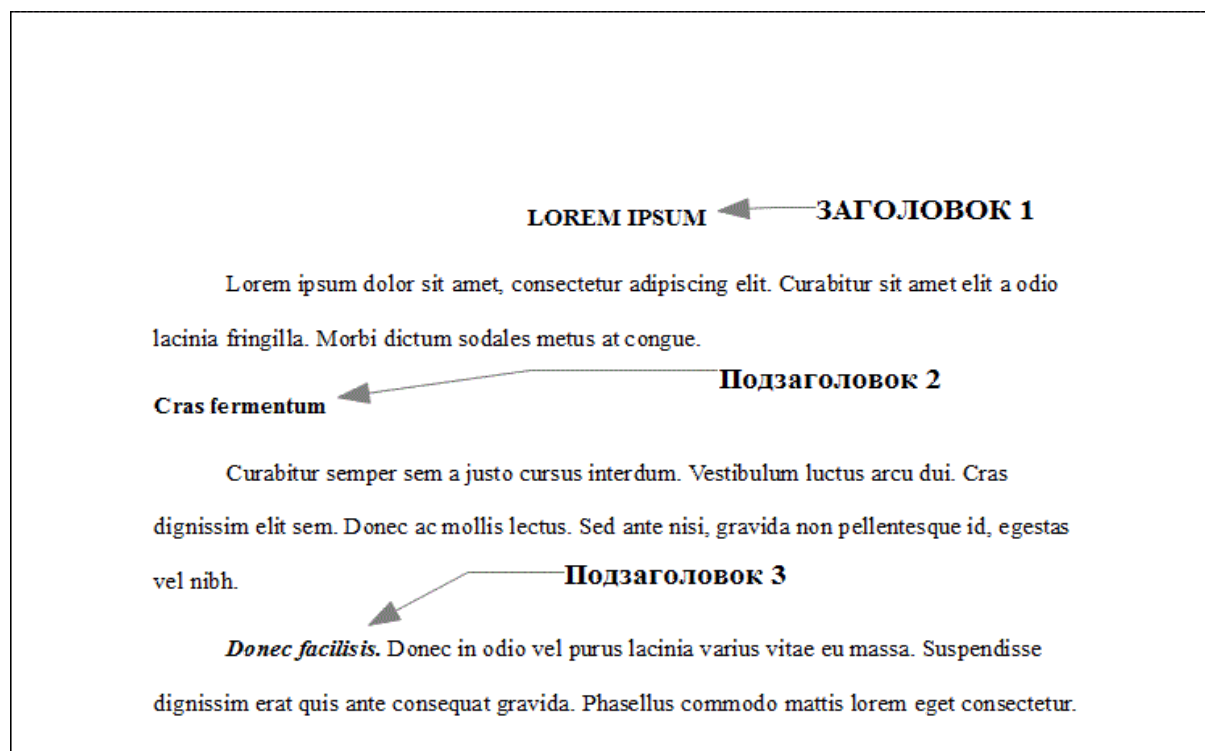 LOREM IPSUM ЗАГОЛОВОК 1
Lorem ipsum dolor sit amet, consectetur adipiscing elit. Curabitur sit amet elit a odio
lacinia fringilla. Morbi dictum sodales metus at congue.
Подзаголовок 2
Cras fermentum
Curabitur semper sem a justo cursus interdum. Vestibulum luctus arcu dui. Cras
dignissim elit sem. Donec ac mollis lectus. Sed ante nisi, gravida non pellentesque id, egestas
vel nibh.
Подзаголовок 3
Donec facilisis. Donec in odio vel purus lacinia varius vitae eu massa. Suspendisse
dignissim erat quis ante consequat gravida. Phasellus commodo mattis lorem eget consectetur.